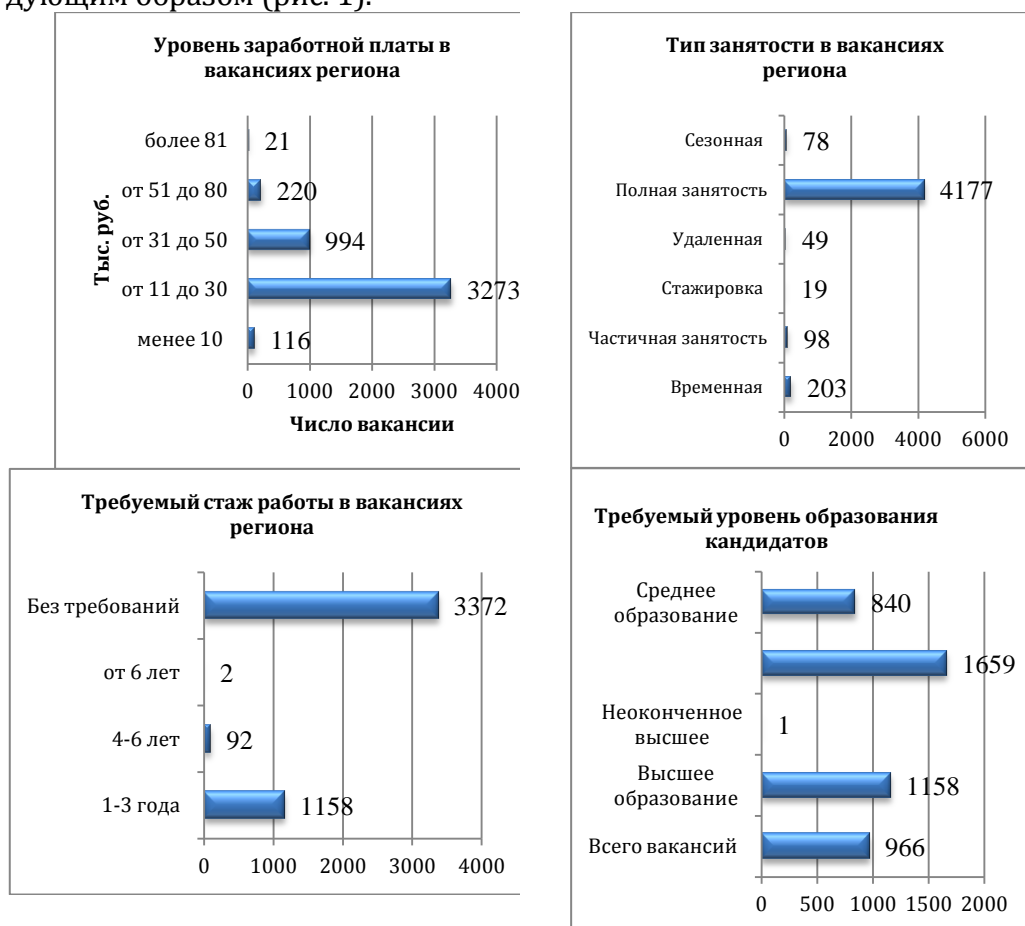 дующим образом (рис. 1).
Уровень заработной платы в
вакансиях региона
Тыс. руб.
более 81 21
от 51 до 80 220
от 31 до 50 994
от 11 до 30 3273
менее 10 116
0 1000 2000 3000 4000
Число вакансии
Тип занятости в вакансиях
региона
Сезонная 78
Полная занятость 4177
Удаленная 49
Стажировка 19
Частичная занятость 98
Временная 203
0 2000 4000 6000
Требуемый стаж работы в вакансиях
региона
Без требований 3372
от 6 лет 2
4-6 лет 92
1-3 года 1158
0 1000 2000 3000 4000
Требуемый уровень образования
кандидатов
Среднее
образование 840
1659
Неоконченное
высшее 1
Высшее
образование 1158
Всего вакансий 966
0 500 1000 1500 2000